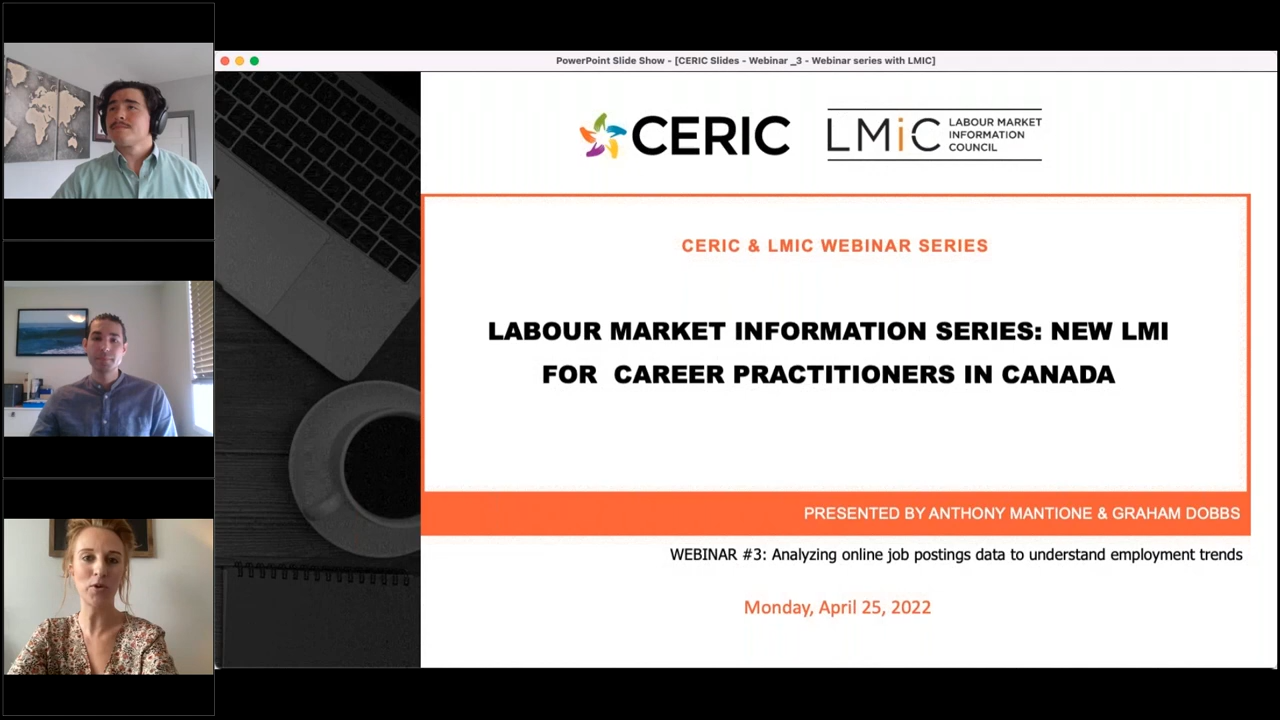 PowerPoint Slide Show - [CERIC Slides - Webinar _3 - Webinar series with LMIC]
CERIC
LMiC
LABOUR MARKET
INFORMATION
COUNCIL
CERIC & LMIC WEBINAR SERIES
LABOUR MARKET INFORMATION SERIES: NEW LMI
FOR CAREER PRACTITIONERS IN CANADA
PRESENTED BY ANTHONY MANTIONE & GRAHAM DOBBS
WEBINAR #3: Analyzing online job postings data to understand employment trends
Monday, April 25, 2022